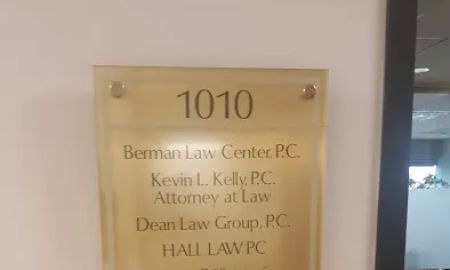 1010
Berman Law Center, P.C.
Kevin L. Kelly, P.C.
Attorney at Law
Dean Law Group, P.C.
HALL LAW PC